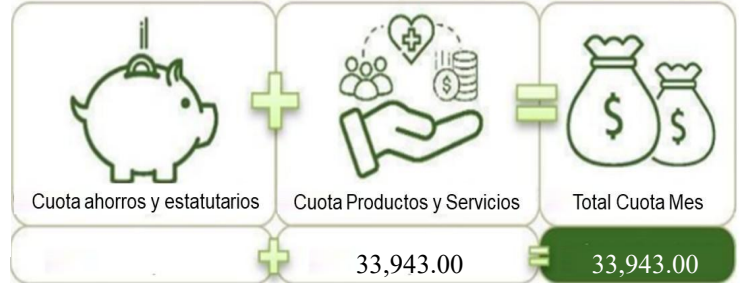 Cuota ahorros y estatutarios
Cuota Productos y Servicios
Total Cuota Mes
33,943.00
33,943.00